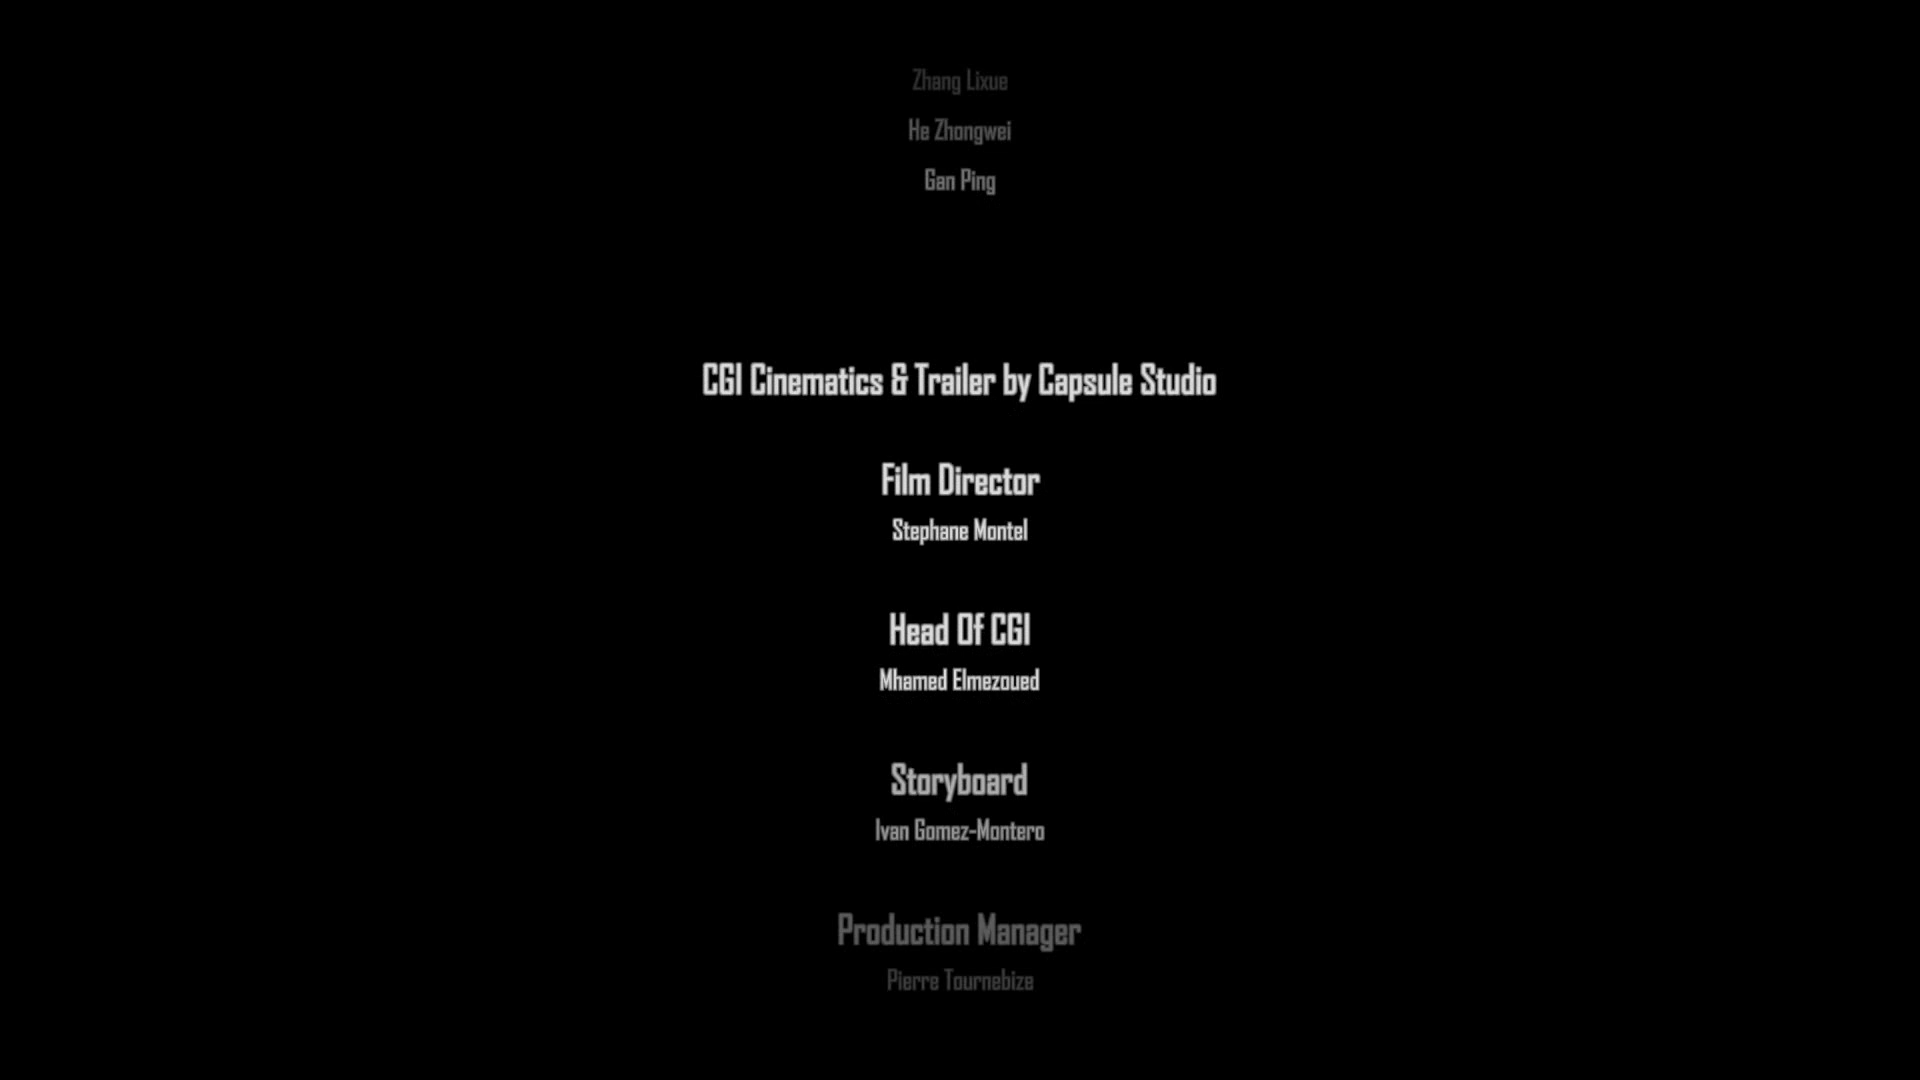 Zhang Lixue
He Zhongwei
Gan Ping
CGI Cinematics & Trailer by Capsule Studio
Film Director
Stephane Montel
Head Of CGI
Mhamed Elmezoued
Storyboard
Ivan Gomez-Montero
Production Manager
Pierre Tournebize